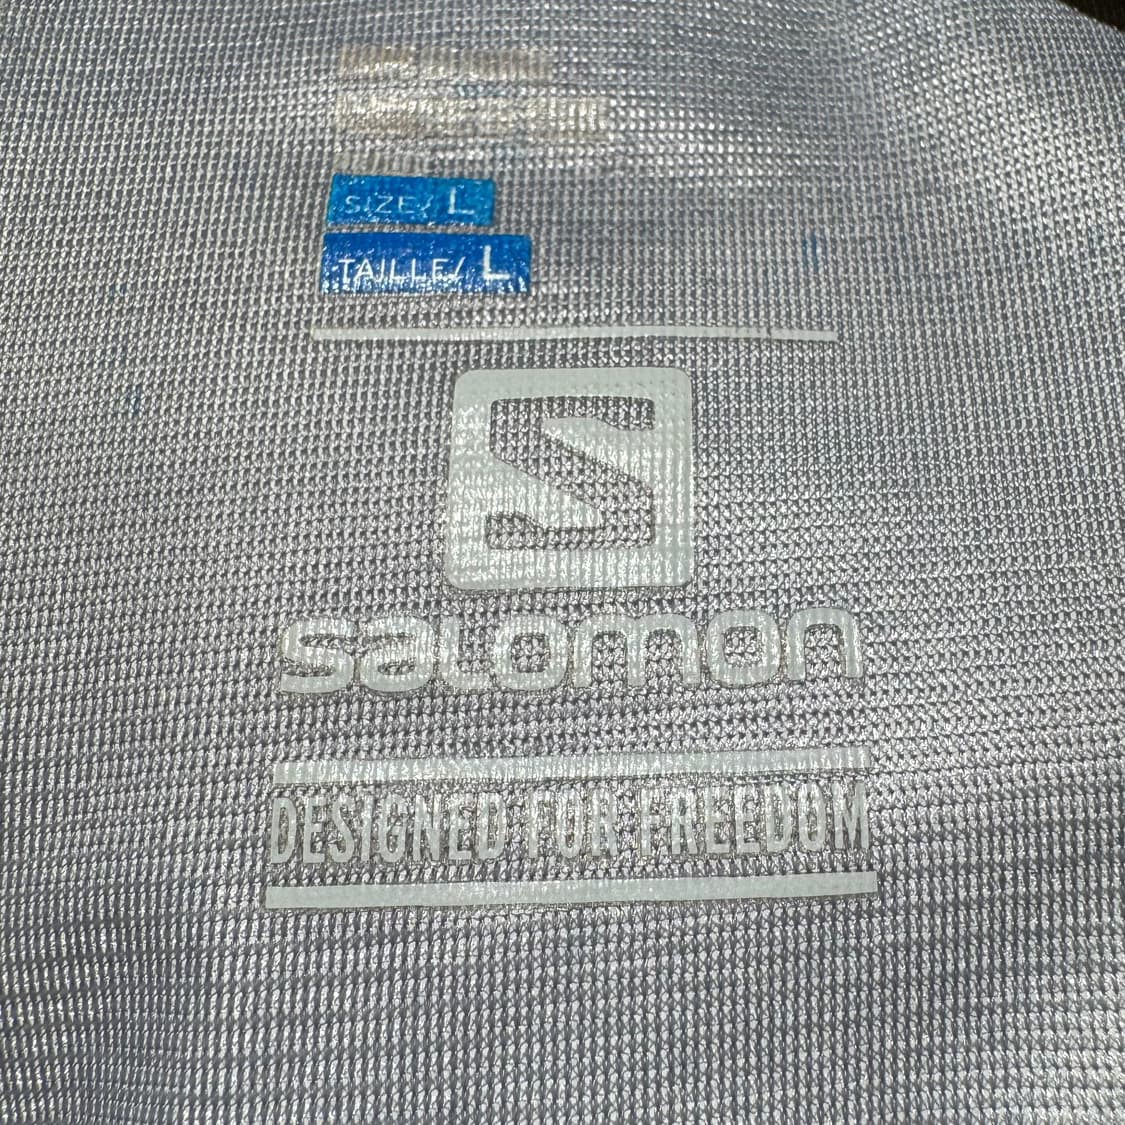 SIZE/ L
TAILLE/ L
S
salomon
DESIGNED FOR FREEDOM